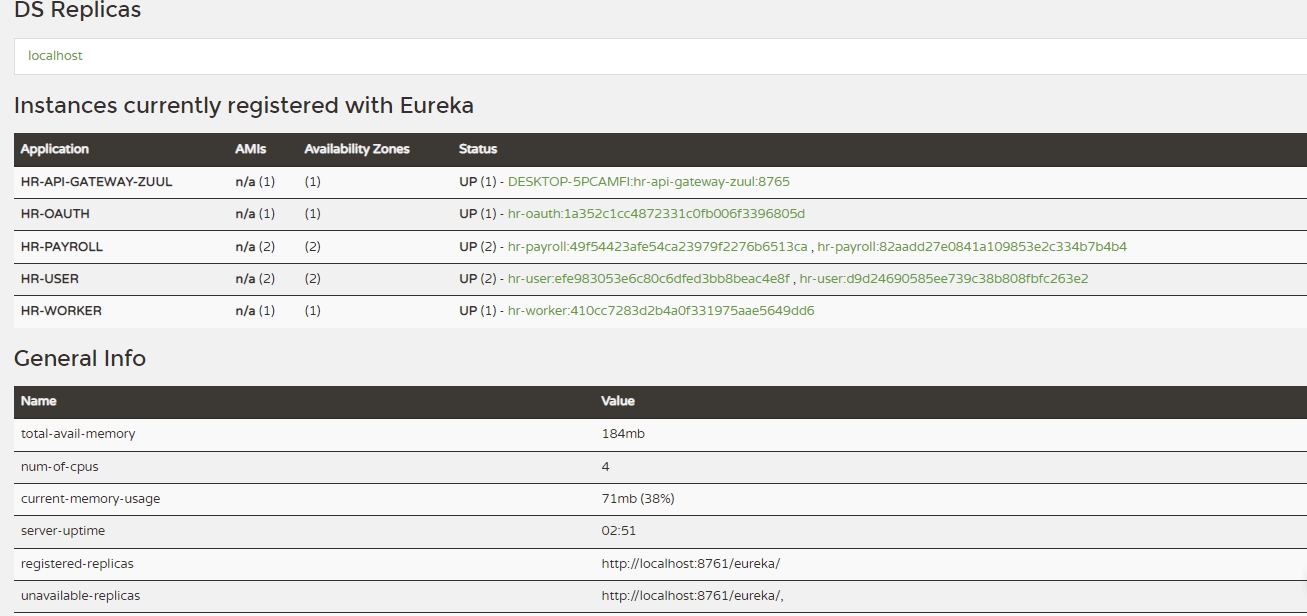 DS Replicas
localhost
Instances currently registered with Eureka
Application AMIs Availability Zones Status
HR-API-GATEWAY-ZUUL n/a (1) (1) UP (1) - DESKTOP-5PCAMFI:hr-api-gateway-zuul:8765
HR-OAUTH n/a (1) (1) UP (1) - hr-oauth:1a352c1cc4872331c0fb006f3396805d
HR-PAYROLL n/a (2) (2) UP (2) - hr-payroll:49f54423afe54ca23979f2276b6513ca , hr-payroll:82aadd27e0841a109853e2c334b7b4b4
HR-USER n/a (2) (2) UP (2) - hr-user:efe983053e6c80c6dfed3bb8beac4e8f , hr-user:d9d24690585ee739c38b808fbfc263e2
HR-WORKER n/a (1) (1) UP (1) - hr-worker:410cc7283d2b4a0f331975aae5649dd6
General Info
Name Value
total-avail-memory 184mb
num-of-cpus 4
current-memory-usage 71mb (38%)
server-uptime 02:51
registered-replicas http://localhost:8761/eureka/
unavailable-replicas http://localhost:8761/eureka/,